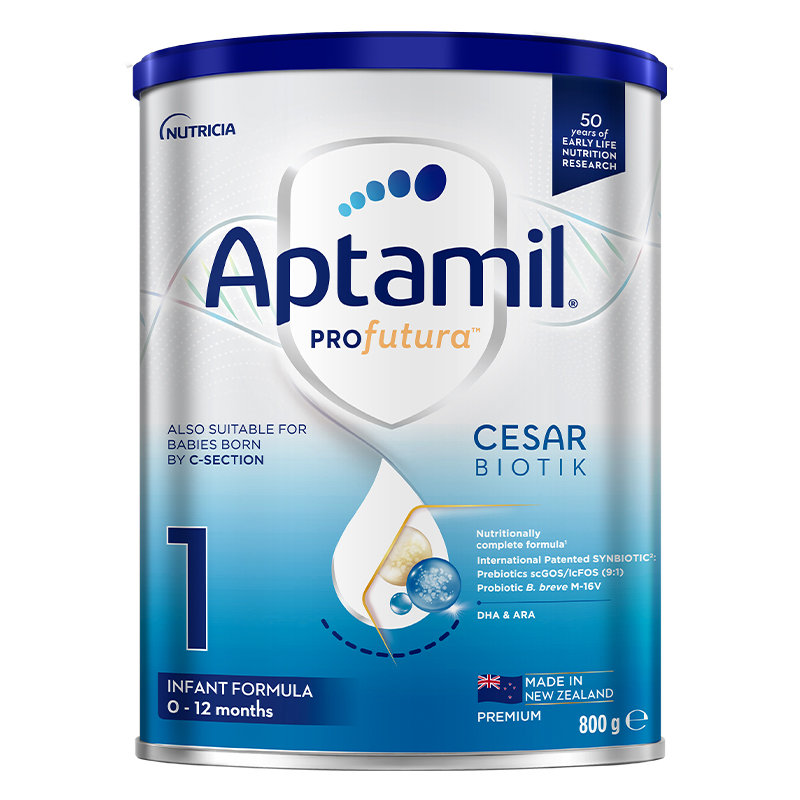 NUTRICIA
50
years of
EARLY LIFE
NUTRITION
RESEARCH
Aptamil®
PROfutura™
ALSO SUITABLE FOR
BABIES BORN
BY C-SECTION
CESAR
BIOTIK
Nutritionally
complete formula¹
International Patented SYNBIOTIC²:
Prebiotics scGOS/lcFOS (9:1)
Probiotic B. breve M-16V
DHA & ARA
1
INFANT FORMULA
0 - 12 months
MADE IN
NEW ZEALAND
PREMIUM
800 g ℮